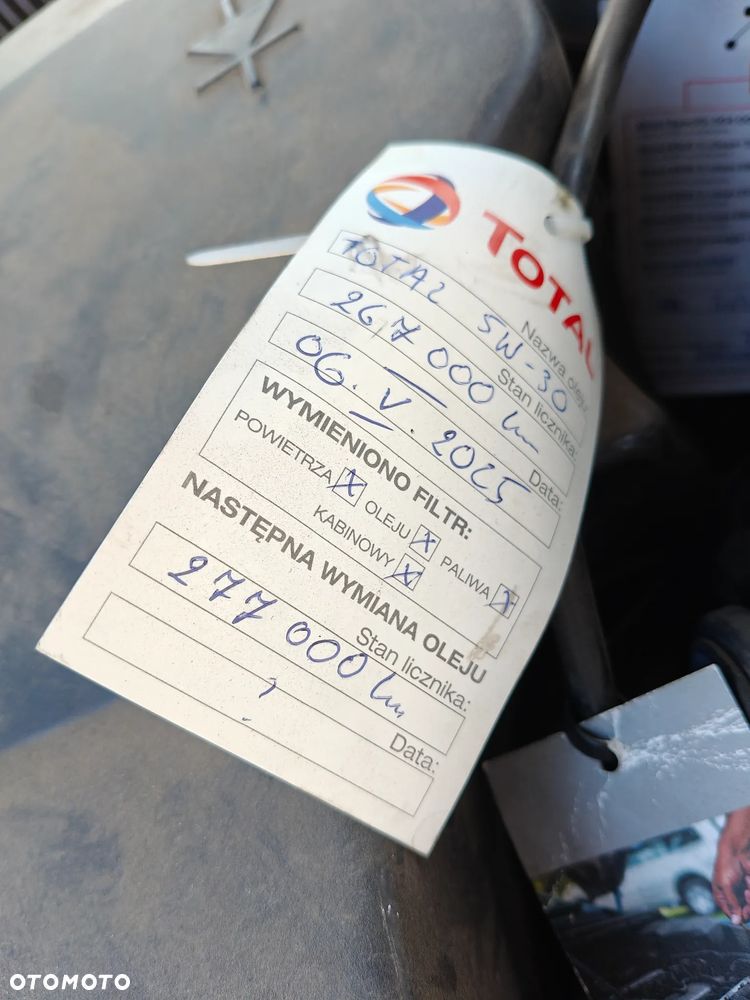 TOTAL
Nazwa oleju:
TOTAL 5W-30
Stan licznika:
267 000 km
Data:
06. V. 2025
WYMIENIONO FILTR:
POWIETRZA X OLEJU X PALIWA X
KABINOWY X
NASTĘPNA WYMIANA OLEJU
Stan licznika:
277 000 km
Data:
?
OTOMOTO